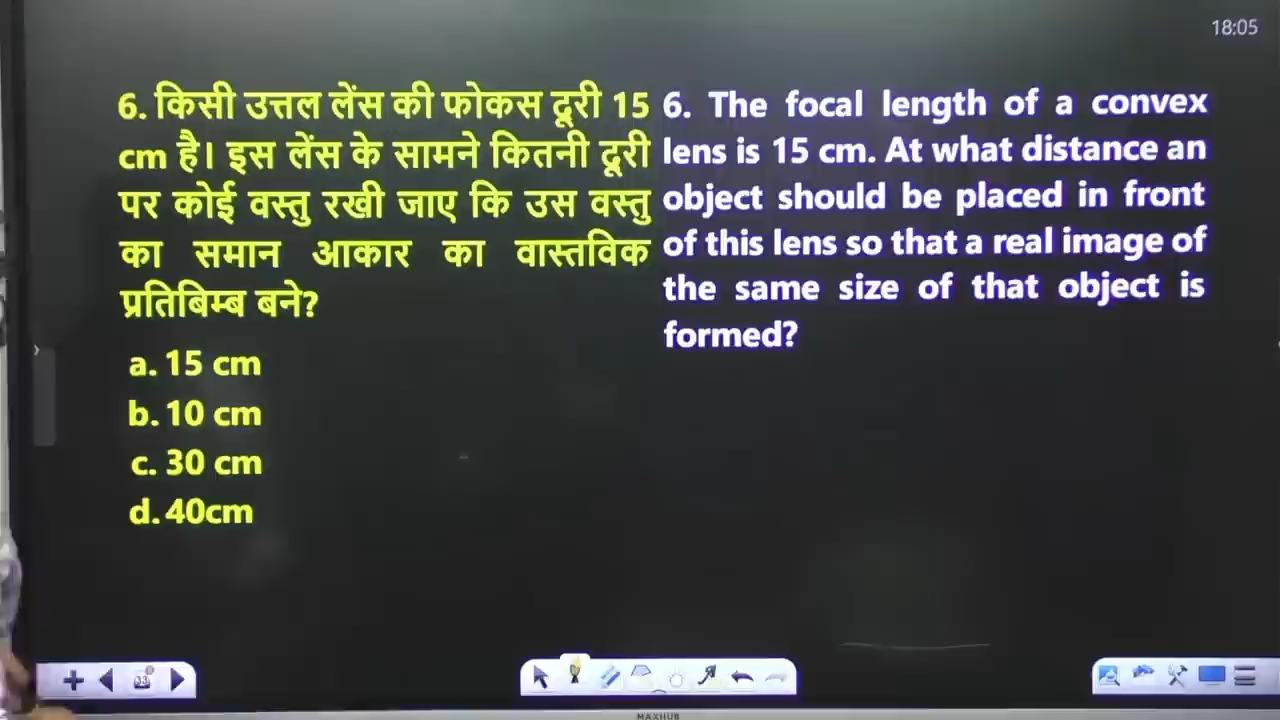 18:05
6. किसी उत्तल लेंस की फोकस दूरी 15
cm है। इस लेंस के सामने कितनी दूरी
पर कोई वस्तु रखी जाए कि उस वस्तु
का समान आकार का वास्तविक
प्रतिबिम्ब बने?
a. 15 cm
b. 10 cm
c. 30 cm
d. 40cm
6. The focal length of a convex
lens is 15 cm. At what distance an
object should be placed in front
of this lens so that a real image of
the same size of that object is
formed?
33
MAXHUB